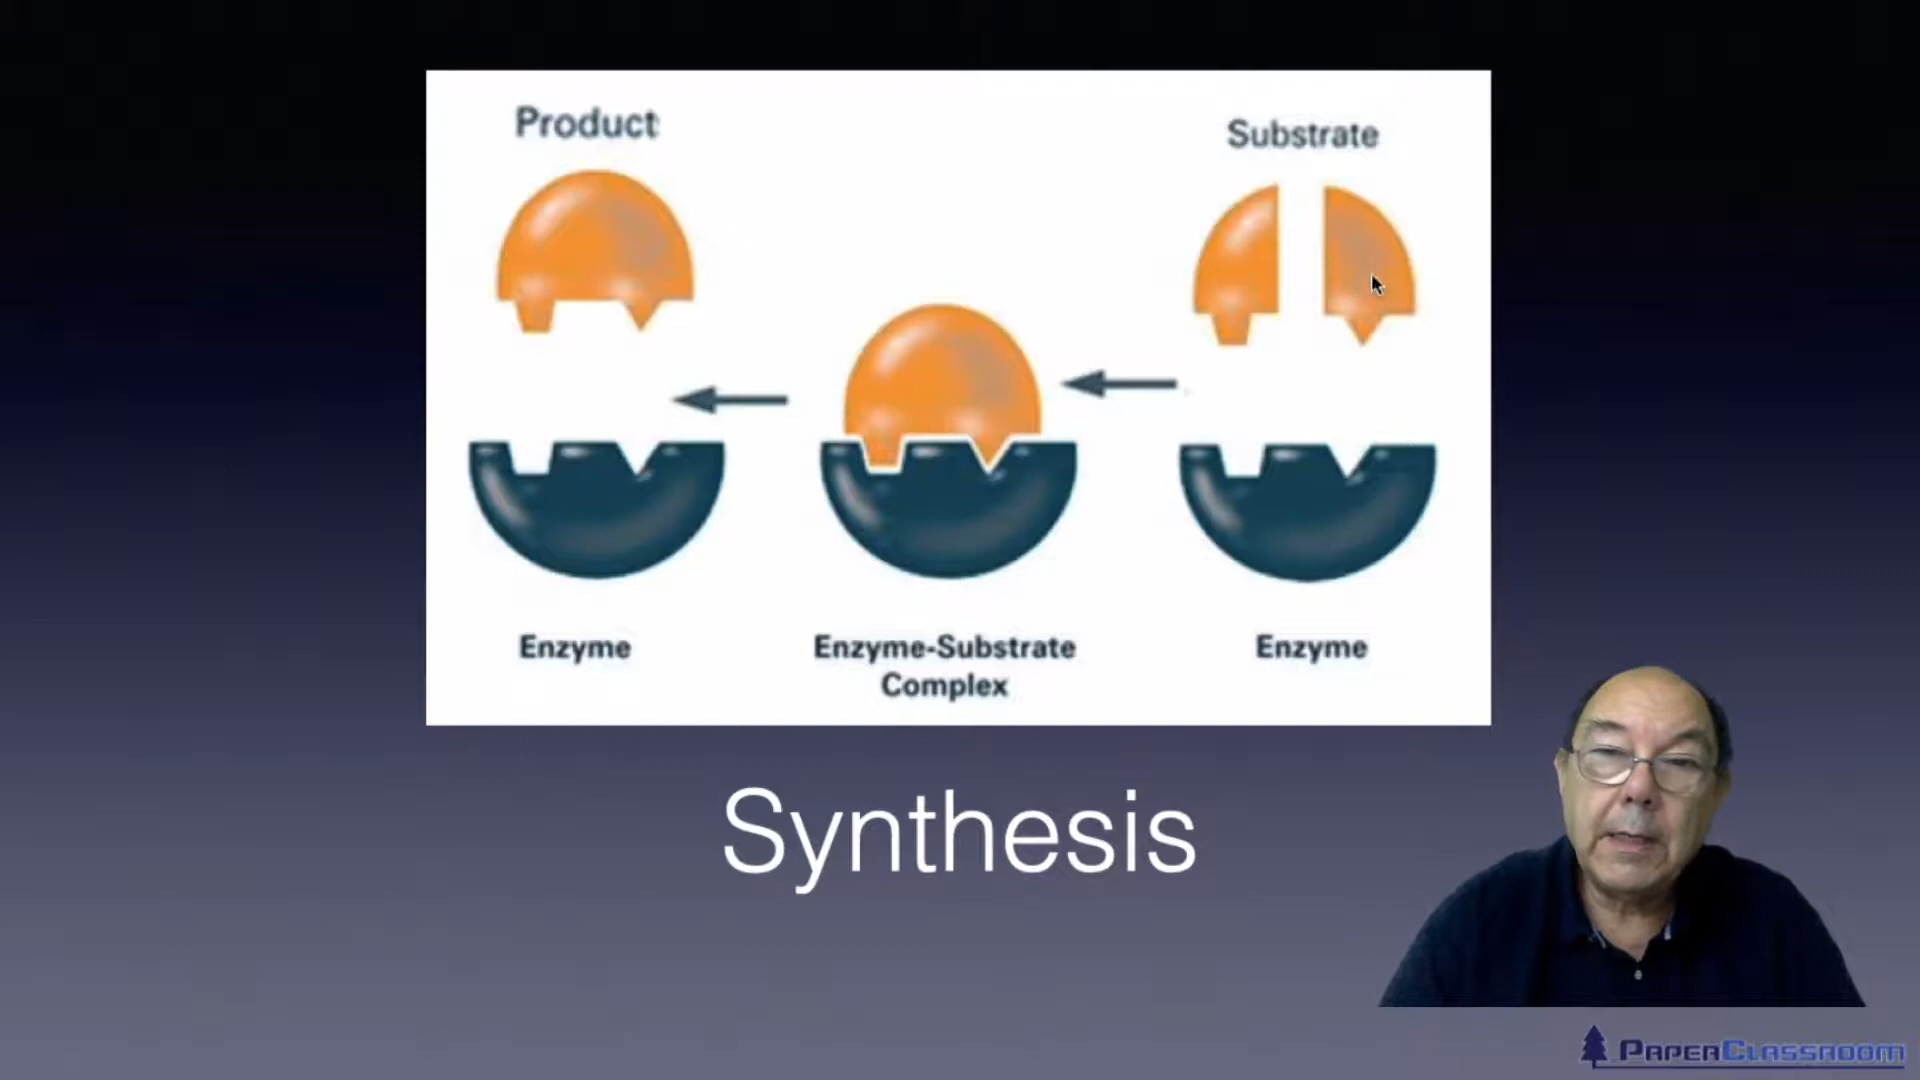 Product
Substrate
Enzyme
Enzyme-Substrate
Complex
Enzyme
Synthesis
PaperClassroom